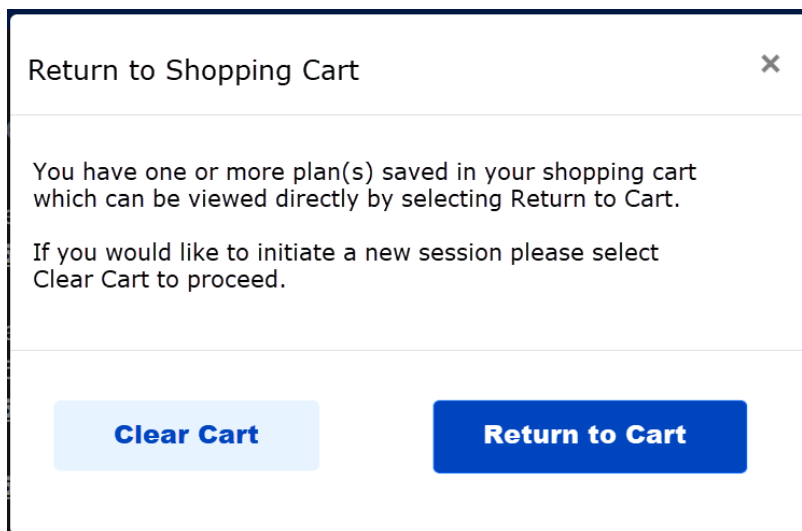 Return to Shopping Cart ×
You have one or more plan(s) saved in your shopping cart
which can be viewed directly by selecting Return to Cart.
If you would like to initiate a new session please select
Clear Cart to proceed.
Clear Cart
Return to Cart